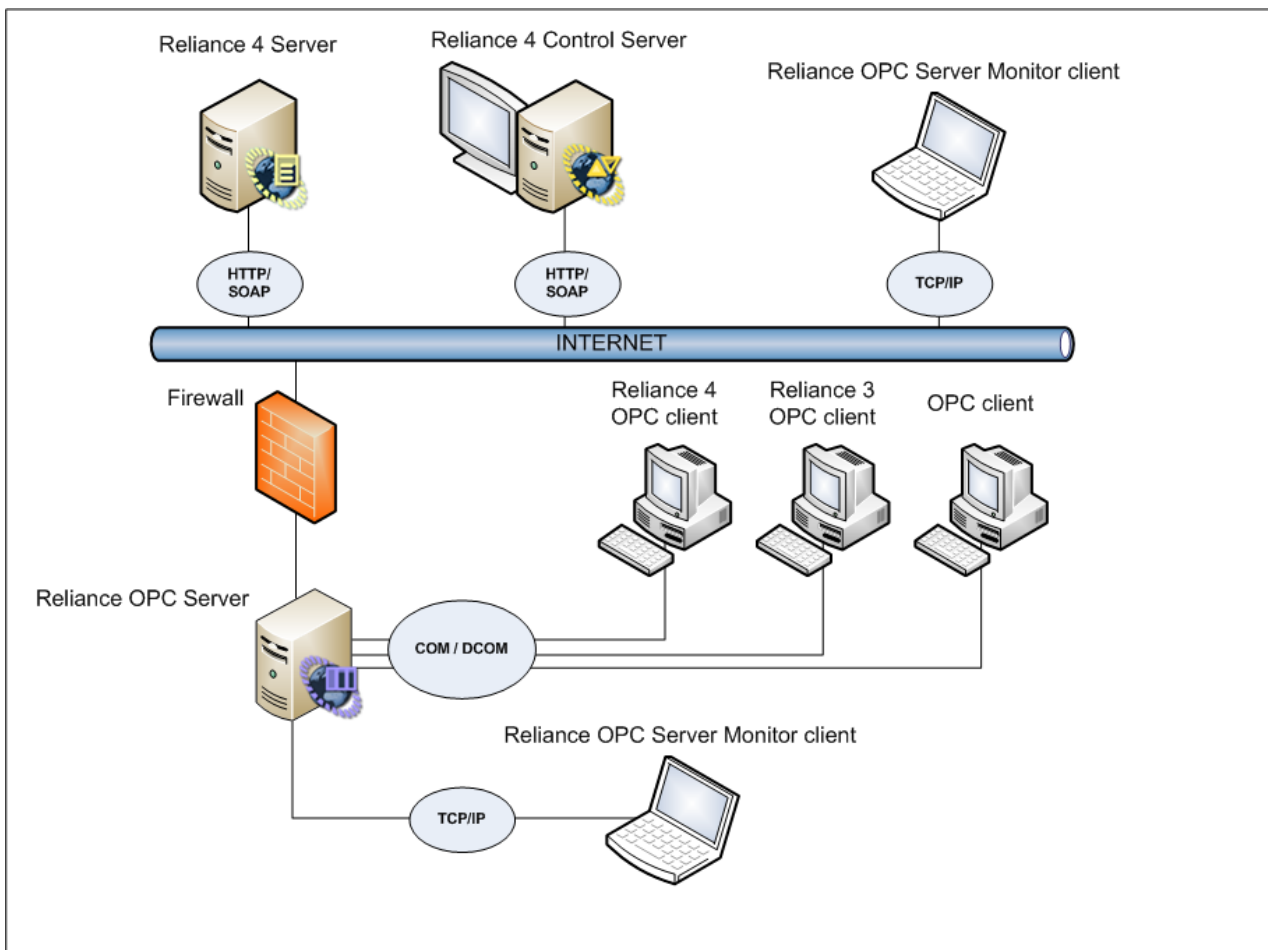 Reliance 4 Server
Reliance 4 Control Server
Reliance OPC Server Monitor client
HTTP/
SOAP
HTTP/
SOAP
TCP/IP
INTERNET
Firewall
Reliance 4
OPC client
Reliance 3
OPC client
OPC client
Reliance OPC Server
COM / DCOM
Reliance OPC Server Monitor client
TCP/IP